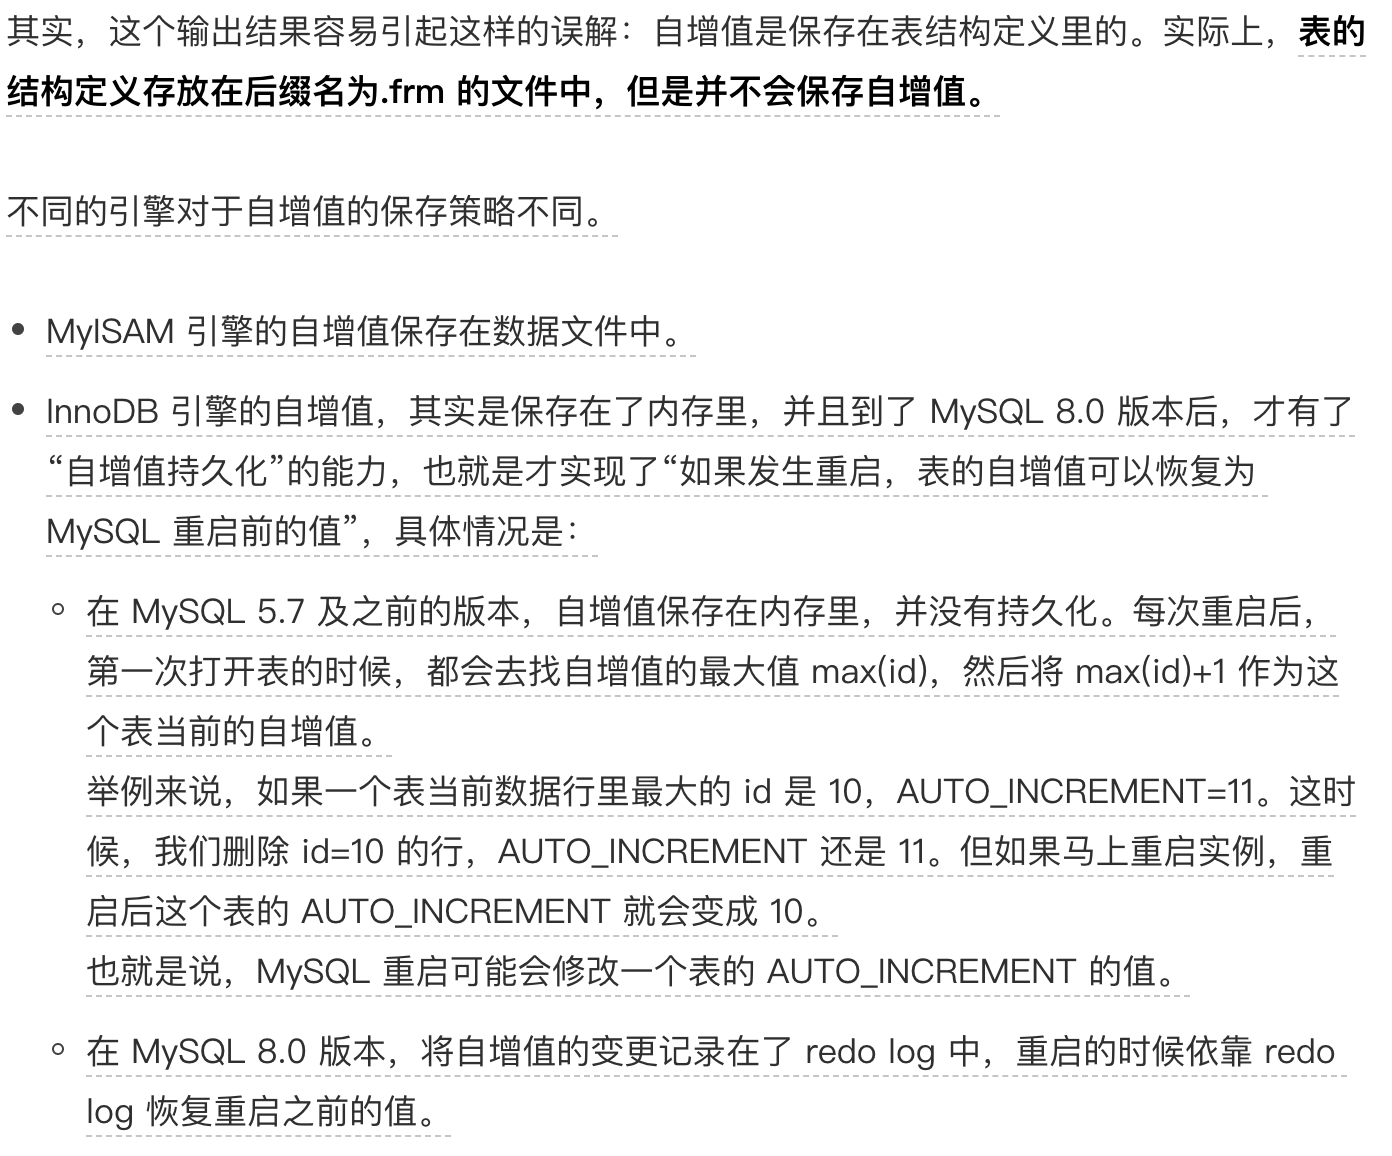 其实，这个输出结果容易引起这样的误解：自增值是保存在表结构定义里的。实际上，表的
结构定义存放在后缀名为.frm 的文件中，但是并不会保存自增值。
不同的引擎对于自增值的保存策略不同。
MyISAM 引擎的自增值保存在数据文件中。
InnoDB 引擎的自增值，其实是保存在了内存里，并且到了 MySQL 8.0 版本后，才有了
“自增值持久化”的能力，也就是才实现了“如果发生重启，表的自增值可以恢复为
MySQL 重启前的值”，具体情况是：
在 MySQL 5.7 及之前的版本，自增值保存在内存里，并没有持久化。每次重启后，
第一次打开表的时候，都会去找自增值的最大值 max(id)，然后将 max(id)+1 作为这
个表当前的自增值。
举例来说，如果一个表当前数据行里最大的 id 是 10，AUTO_INCREMENT=11。这时
候，我们删除 id=10 的行，AUTO_INCREMENT 还是 11。但如果马上重启实例，重
启后这个表的 AUTO_INCREMENT 就会变成 10。
也就是说，MySQL 重启可能会修改一个表的 AUTO_INCREMENT 的值。
在 MySQL 8.0 版本，将自增值的变更记录在了 redo log 中，重启的时候依靠 redo
log 恢复重启之前的值。